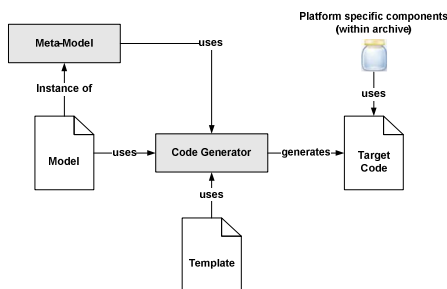 Platform specific components
(within archive)
Meta-Model
uses
Instance of
uses
Model
uses
Code Generator
generates
Target
Code
uses
Template